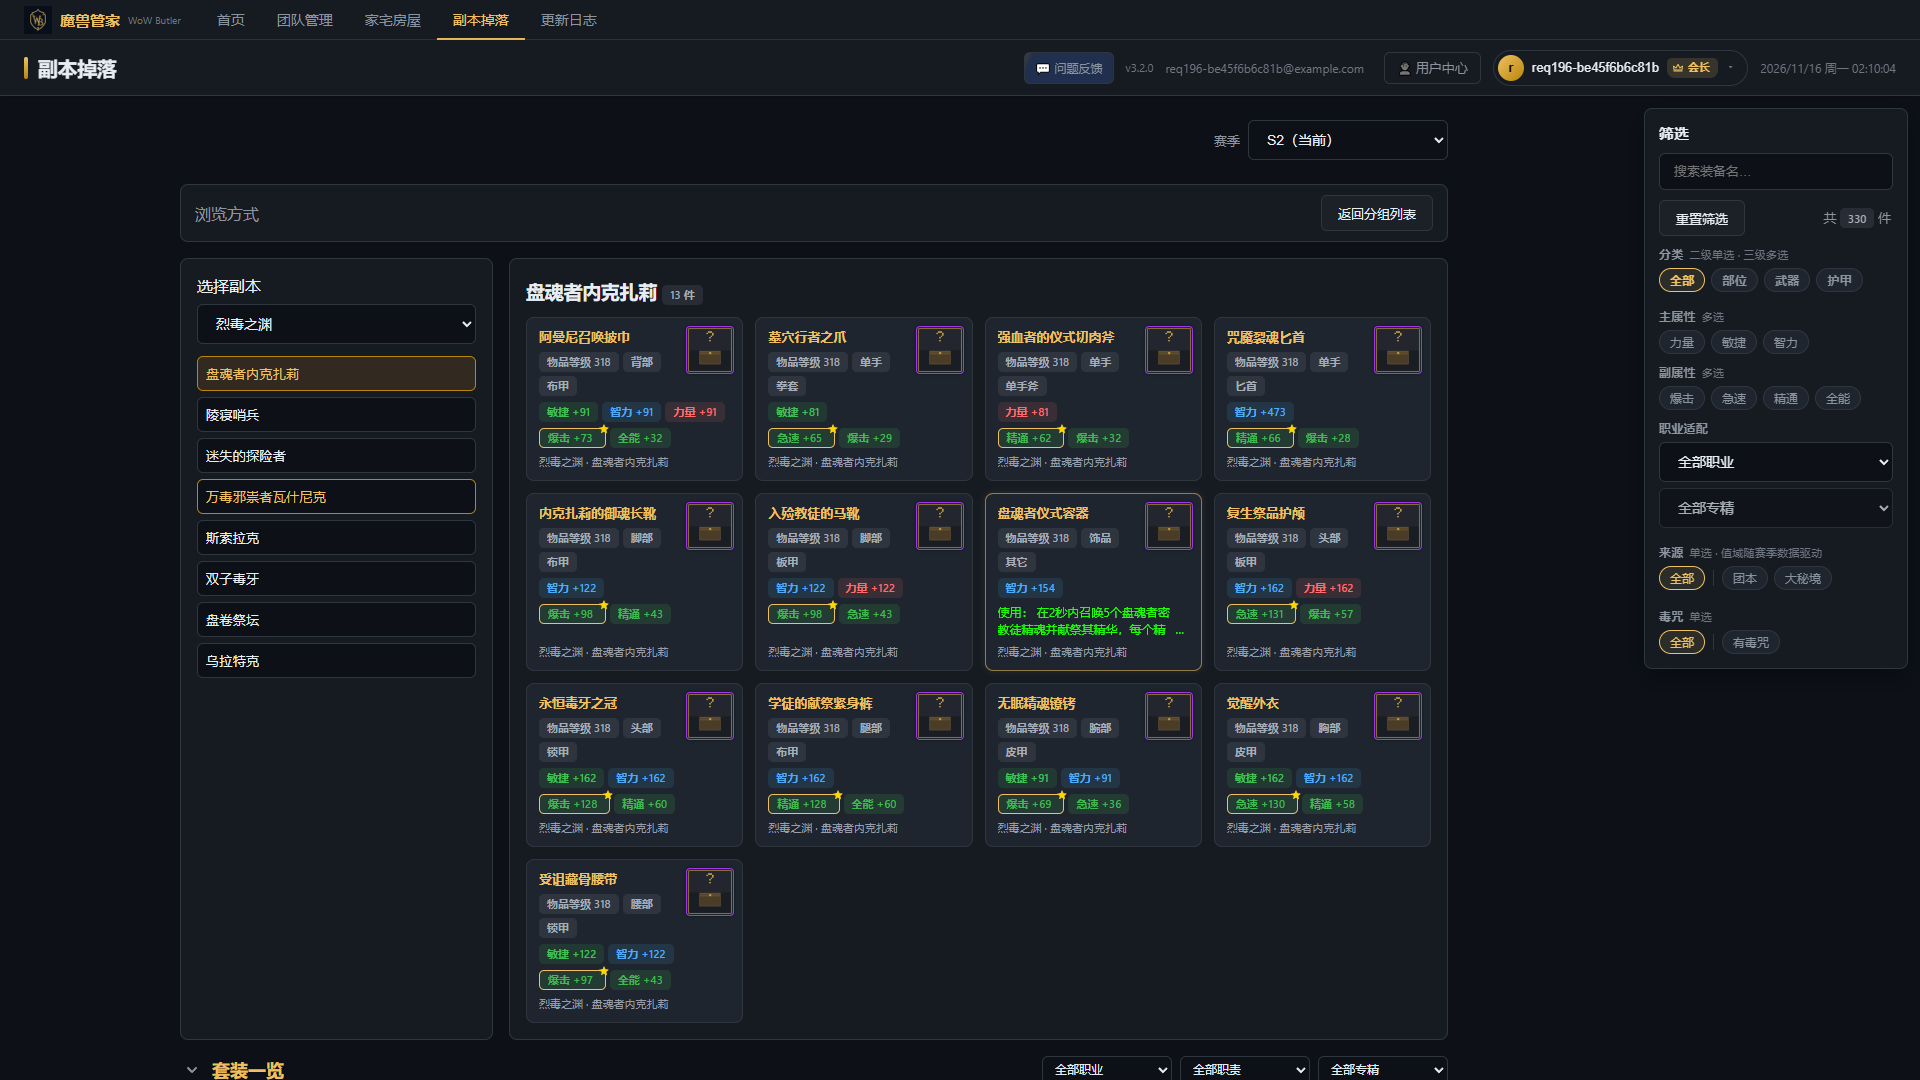 魔兽管家 WoW Butler 首页 团队管理 家宅房屋 副本掉落 更新日志
副本掉落
问题反馈 v3.2.0 req196-be45f6b6c81b@example.com 用户中心 r req196-be45f6b6c81b 会长 2026/11/16 周一 02:10:04
赛季 S2（当前）
浏览方式 返回分组列表
选择副本
烈毒之渊
盘魂者内克扎莉
陵寝哨兵
迷失的探险者
万毒邪祟者瓦什尼克
斯索拉克
双子毒牙
盘卷祭坛
乌拉特克
盘魂者内克扎莉 13 件
阿曼尼召唤披巾
?
物品等级 318 背部
布甲
敏捷 +91 智力 +91 力量 +91
爆击 +73 全能 +32
烈毒之渊 · 盘魂者内克扎莉
墓穴行者之爪
?
物品等级 318 单手
拳套
敏捷 +81
急速 +65 爆击 +29
烈毒之渊 · 盘魂者内克扎莉
强血者的仪式切肉斧
?
物品等级 318 单手
单手斧
力量 +81
精通 +62 爆击 +32
烈毒之渊 · 盘魂者内克扎莉
咒魇裂魂匕首
?
物品等级 318 单手
匕首
智力 +473
精通 +66 爆击 +28
烈毒之渊 · 盘魂者内克扎莉
内克扎莉的御魂长靴
?
物品等级 318 脚部
布甲
智力 +122
爆击 +98 精通 +43
烈毒之渊 · 盘魂者内克扎莉
入殓教徒的马靴
?
物品等级 318 脚部
板甲
智力 +122 力量 +122
爆击 +98 急速 +43
烈毒之渊 · 盘魂者内克扎莉
盘魂者仪式容器
?
物品等级 318 饰品
其它
智力 +154
使用： 在2秒内召唤5个盘魂者密
教徒精魂并献祭其精华，每个精 ...
烈毒之渊 · 盘魂者内克扎莉
复生祭品护颅
?
物品等级 318 头部
板甲
智力 +162 力量 +162
急速 +131 爆击 +57
烈毒之渊 · 盘魂者内克扎莉
永恒毒牙之冠
?
物品等级 318 头部
锁甲
敏捷 +162 智力 +162
爆击 +128 精通 +60
烈毒之渊 · 盘魂者内克扎莉
学徒的献祭紧身裤
?
物品等级 318 腿部
布甲
智力 +162
精通 +128 全能 +60
烈毒之渊 · 盘魂者内克扎莉
无眠精魂镣铐
?
物品等级 318 腕部
皮甲
敏捷 +91 智力 +91
爆击 +69 急速 +36
烈毒之渊 · 盘魂者内克扎莉
觉醒外衣
?
物品等级 318 胸部
皮甲
敏捷 +162 智力 +162
急速 +130 精通 +58
烈毒之渊 · 盘魂者内克扎莉
受诅藏骨腰带
?
物品等级 318 腰部
锁甲
敏捷 +122 智力 +122
爆击 +97 全能 +43
烈毒之渊 · 盘魂者内克扎莉
套装一览 全部职业 全部职责 全部专精
筛选
搜索装备名...
重置筛选 共 330 件
分类 二级单选 · 三级多选
全部 部位 武器 护甲
主属性 多选
力量 敏捷 智力
副属性 多选
爆击 急速 精通 全能
职业适配
全部职业
全部专精
来源 单选 · 值域随赛季数据驱动
全部 团本 大秘境
毒咒 单选
全部 有毒咒